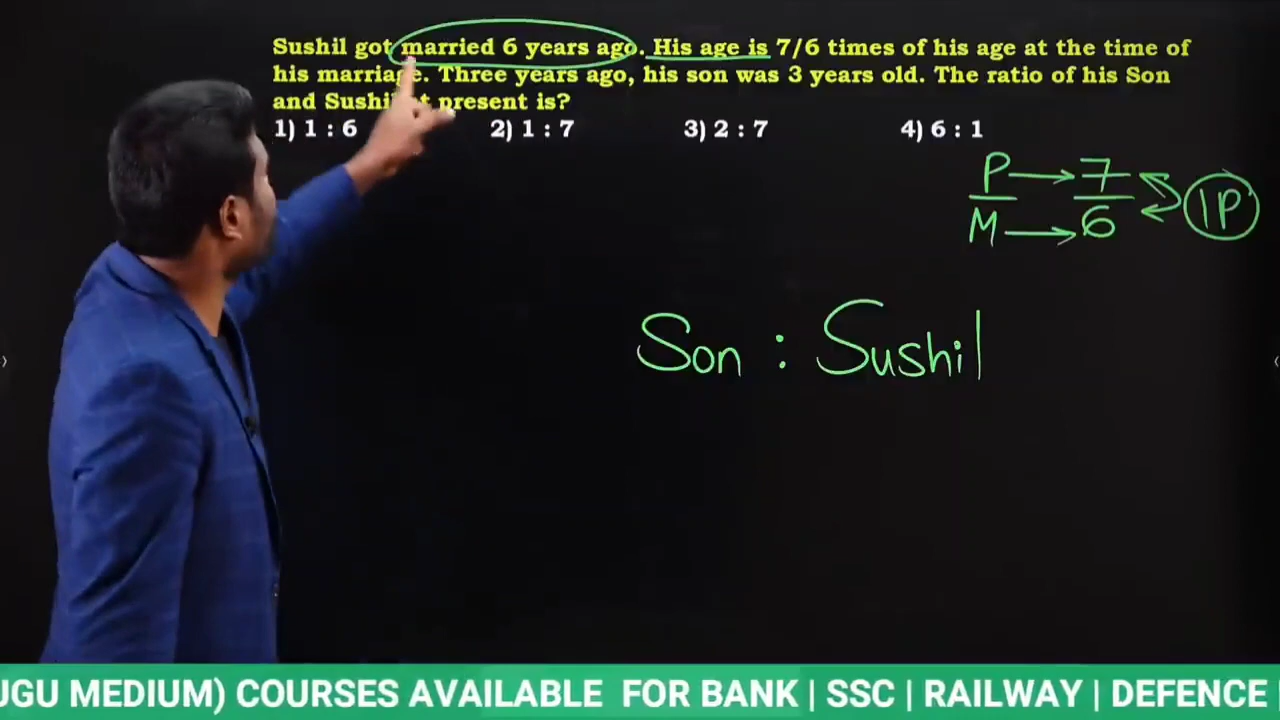 Sushil got married 6 years ago. His age is 7/6 times of his age at the time of
his marriage. Three years ago, his son was 3 years old. The ratio of his Son
and Sushil present is?
1) 1 : 6 2) 1 : 7 3) 2 : 7 4) 6 : 1
P → 7
M → 6
1P
Son : Sushil
UGU MEDIUM) COURSES AVAILABLE FOR BANK | SSC | RAILWAY | DEFENCE |